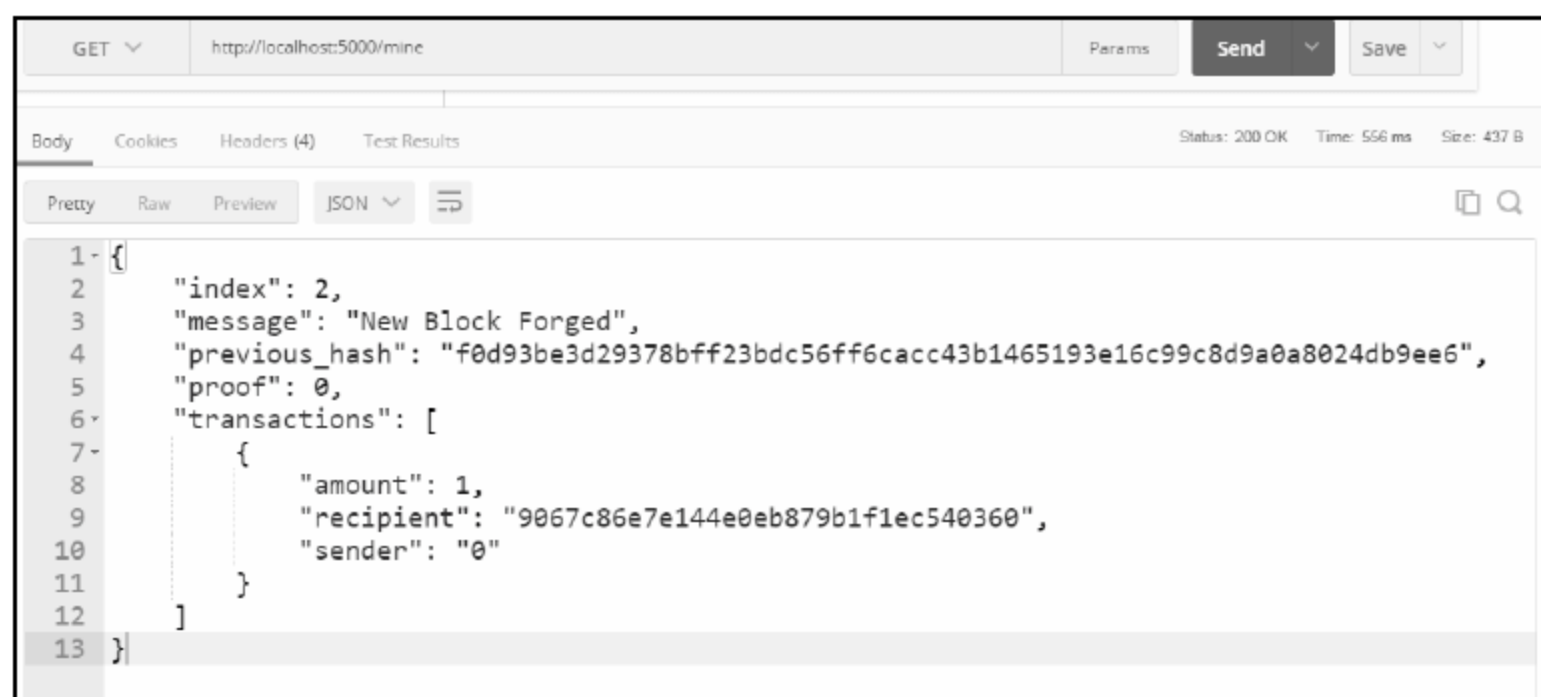 GET http://localhost:5000/mine Params Send Save
Body Cookies Headers (4) Test Results Status: 200 OK Time: 556 ms Size: 437 B
Pretty Raw Preview JSON
1 {
2 "index": 2,
3 "message": "New Block Forged",
4 "previous_hash": "f0d93be3d29378bff23bdc56ff6cacc43b1465193e16c99c8d9a0a8024db9ee6",
5 "proof": 0,
6 "transactions": [
7 {
8 "amount": 1,
9 "recipient": "9067c86e7e144e0eb879b1f1ec540360",
10 "sender": "0"
11 }
12 ]
13 }